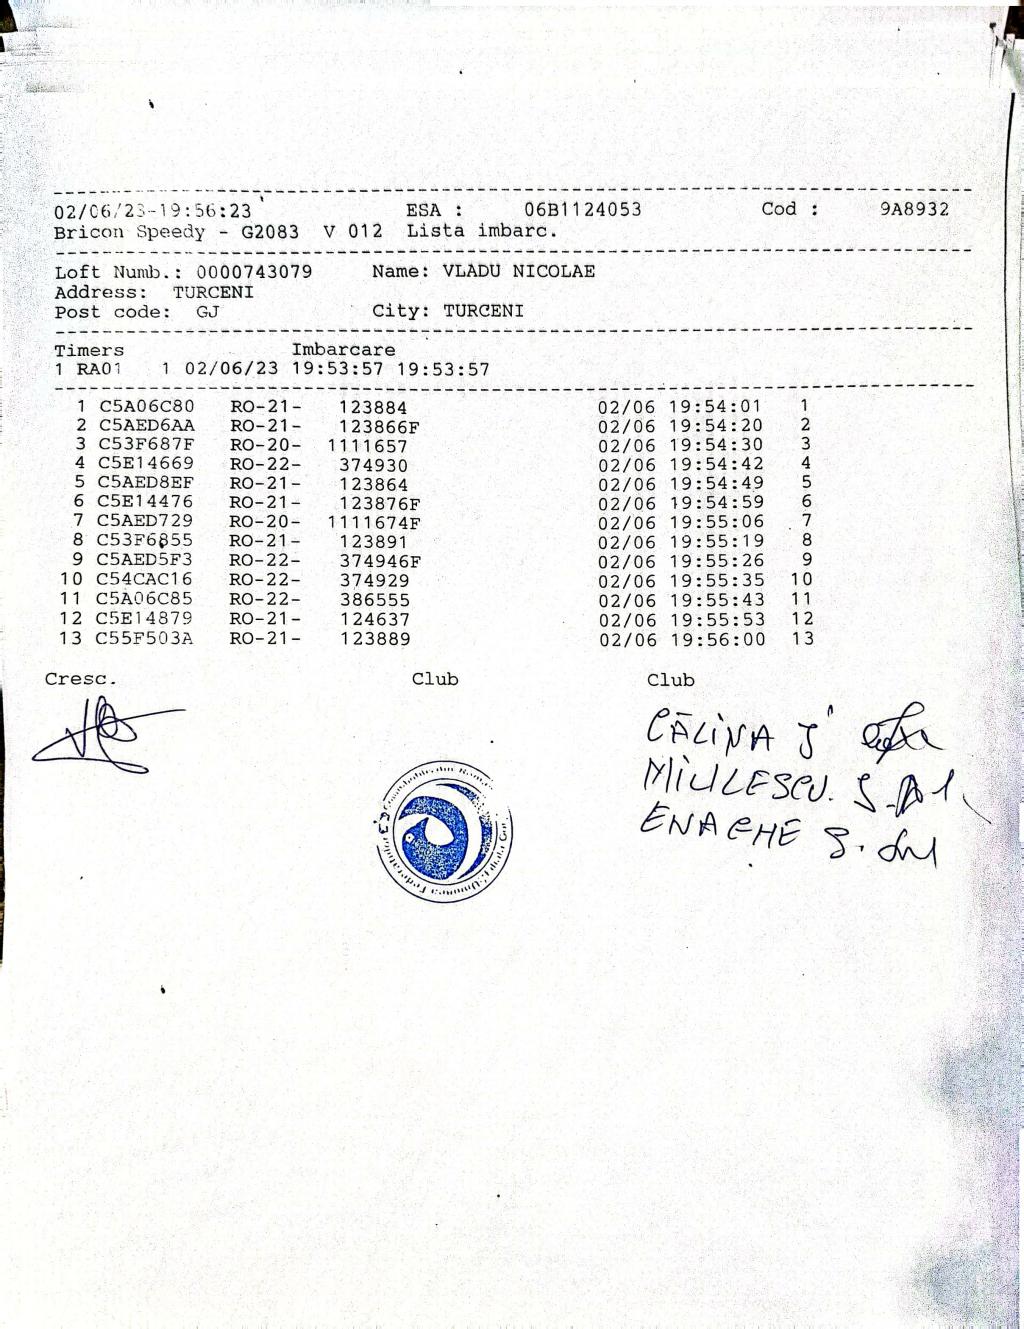 02/06/23-19:56:23 ESA : 06B1124053 Cod : 9A8932
Bricon Speedy - G2083 V 012 Lista imbarc.
Loft Numb.: 0000743079 Name: VLADU NICOLAE
Address: TURCENI
Post code: GJ City: TURCENI
Timers Imbarcare
1 RA01 1 02/06/23 19:53:57 19:53:57
1 C5A06C80 RO-21- 123884 02/06 19:54:01 1
2 C5AED6AA RO-21- 123866F 02/06 19:54:20 2
3 C53F687F RO-20- 1111657 02/06 19:54:30 3
4 C5E14669 RO-22- 374930 02/06 19:54:42 4
5 C5AED8EF RO-21- 123864 02/06 19:54:49 5
6 C5E14476 RO-21- 123876F 02/06 19:54:59 6
7 C5AED729 RO-20- 1111674F 02/06 19:55:06 7
8 C53F6855 RO-21- 123891 02/06 19:55:19 8
9 C5AED5F3 RO-22- 374946F 02/06 19:55:26 9
10 C54CAC16 RO-22- 374929 02/06 19:55:35 10
11 C5A06C85 RO-22- 386555 02/06 19:55:43 11
12 C5E14879 RO-21- 124637 02/06 19:55:53 12
13 C55F503A RO-21- 123889 02/06 19:56:00 13
Cresc. Club Club
CĂLINA J
S.
ENACHE S.